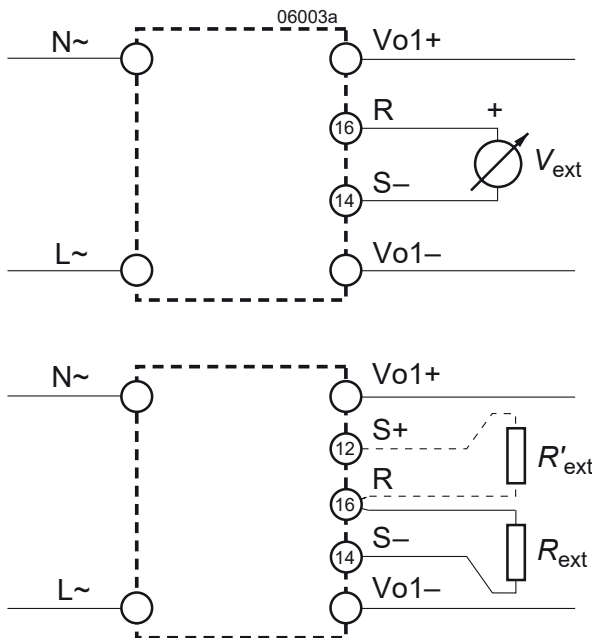 06003a
N~ Vo1+
R +
16
Vext
S–
14
L~ Vo1–
N~ Vo1+
S+
12
R'ext
R
16
S–
14
Rext
L~ Vo1–